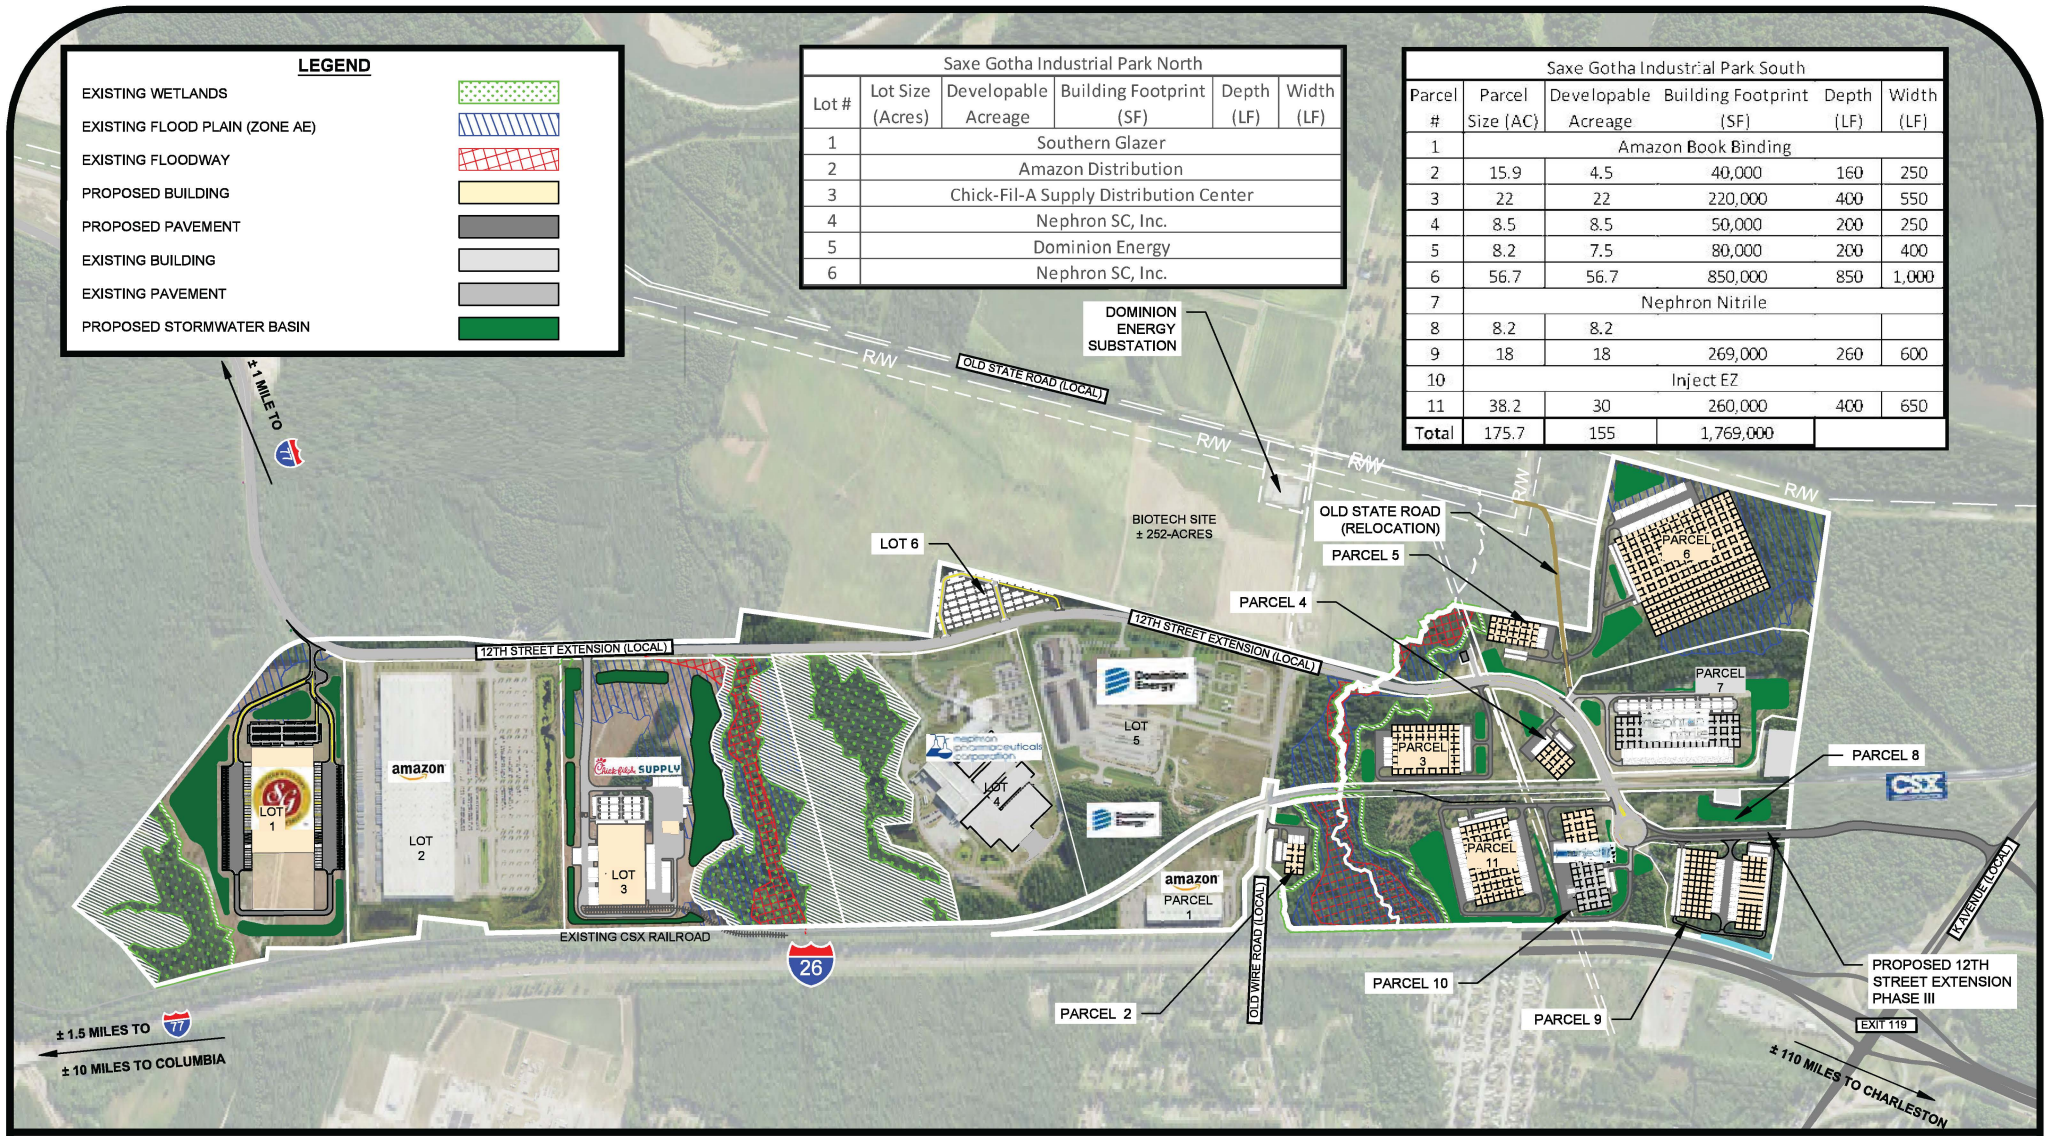 LEGEND
EXISTING WETLANDS
EXISTING FLOOD PLAIN (ZONE AE)
EXISTING FLOODWAY
PROPOSED BUILDING
PROPOSED PAVEMENT
EXISTING BUILDING
EXISTING PAVEMENT
PROPOSED STORMWATER BASIN
Saxe Gotha Industrial Park North
Lot # Lot Size (Acres) Developable Acreage Building Footprint (SF) Depth (LF) Width (LF)
1 Southern Glazer
2 Amazon Distribution
3 Chick-Fil-A Supply Distribution Center
4 Nephron SC, Inc.
5 Dominion Energy
6 Nephron SC, Inc.
Saxe Gotha Industrial Park South
Parcel # Parcel Size (AC) Developable Acreage Building Footprint (SF) Depth (LF) Width (LF)
1 Amazon Book Binding
2 15.9 4.5 40,000 160 250
3 22 22 220,000 400 550
4 8.5 8.5 50,000 200 250
5 8.2 7.5 80,000 200 400
6 56.7 56.7 850,000 850 1,000
7 Nephron Nitrile
8 8.2 8.2
9 18 18 269,000 260 600
10 Inject EZ
11 38.2 30 260,000 400 650
Total 175.7 155 1,769,000
DOMINION
ENERGY
SUBSTATION
± 1 MILE TO
77
R/W
OLD STATE ROAD (LOCAL)
R/W
R/W
R/W
R/W
BIOTECH SITE
± 252-ACRES
OLD STATE ROAD
(RELOCATION)
LOT 6
PARCEL 5
PARCEL 4
PARCEL
6
12TH STREET EXTENSION (LOCAL)
12TH STREET EXTENSION (LOCAL)
Dominion
Energy
LOT
5
PARCEL
7
nephron
nitrile
nephron
pharmaceuticals
corporation
LOT
4
PARCEL
3
PARCEL 8
CSX
amazon
LOT
2
Chick-fil-A SUPPLY
LOT
3
SG
LOT
1
PARCEL
11
amazon
PARCEL
1
EXISTING CSX RAILROAD
26
OLD WIRE ROAD (LOCAL)
K AVENUE (LOCAL)
PARCEL 2
PARCEL 10
PARCEL 9
PROPOSED 12TH
STREET EXTENSION
PHASE III
EXIT 119
± 1.5 MILES TO
77
± 10 MILES TO COLUMBIA
± 110 MILES TO CHARLESTON